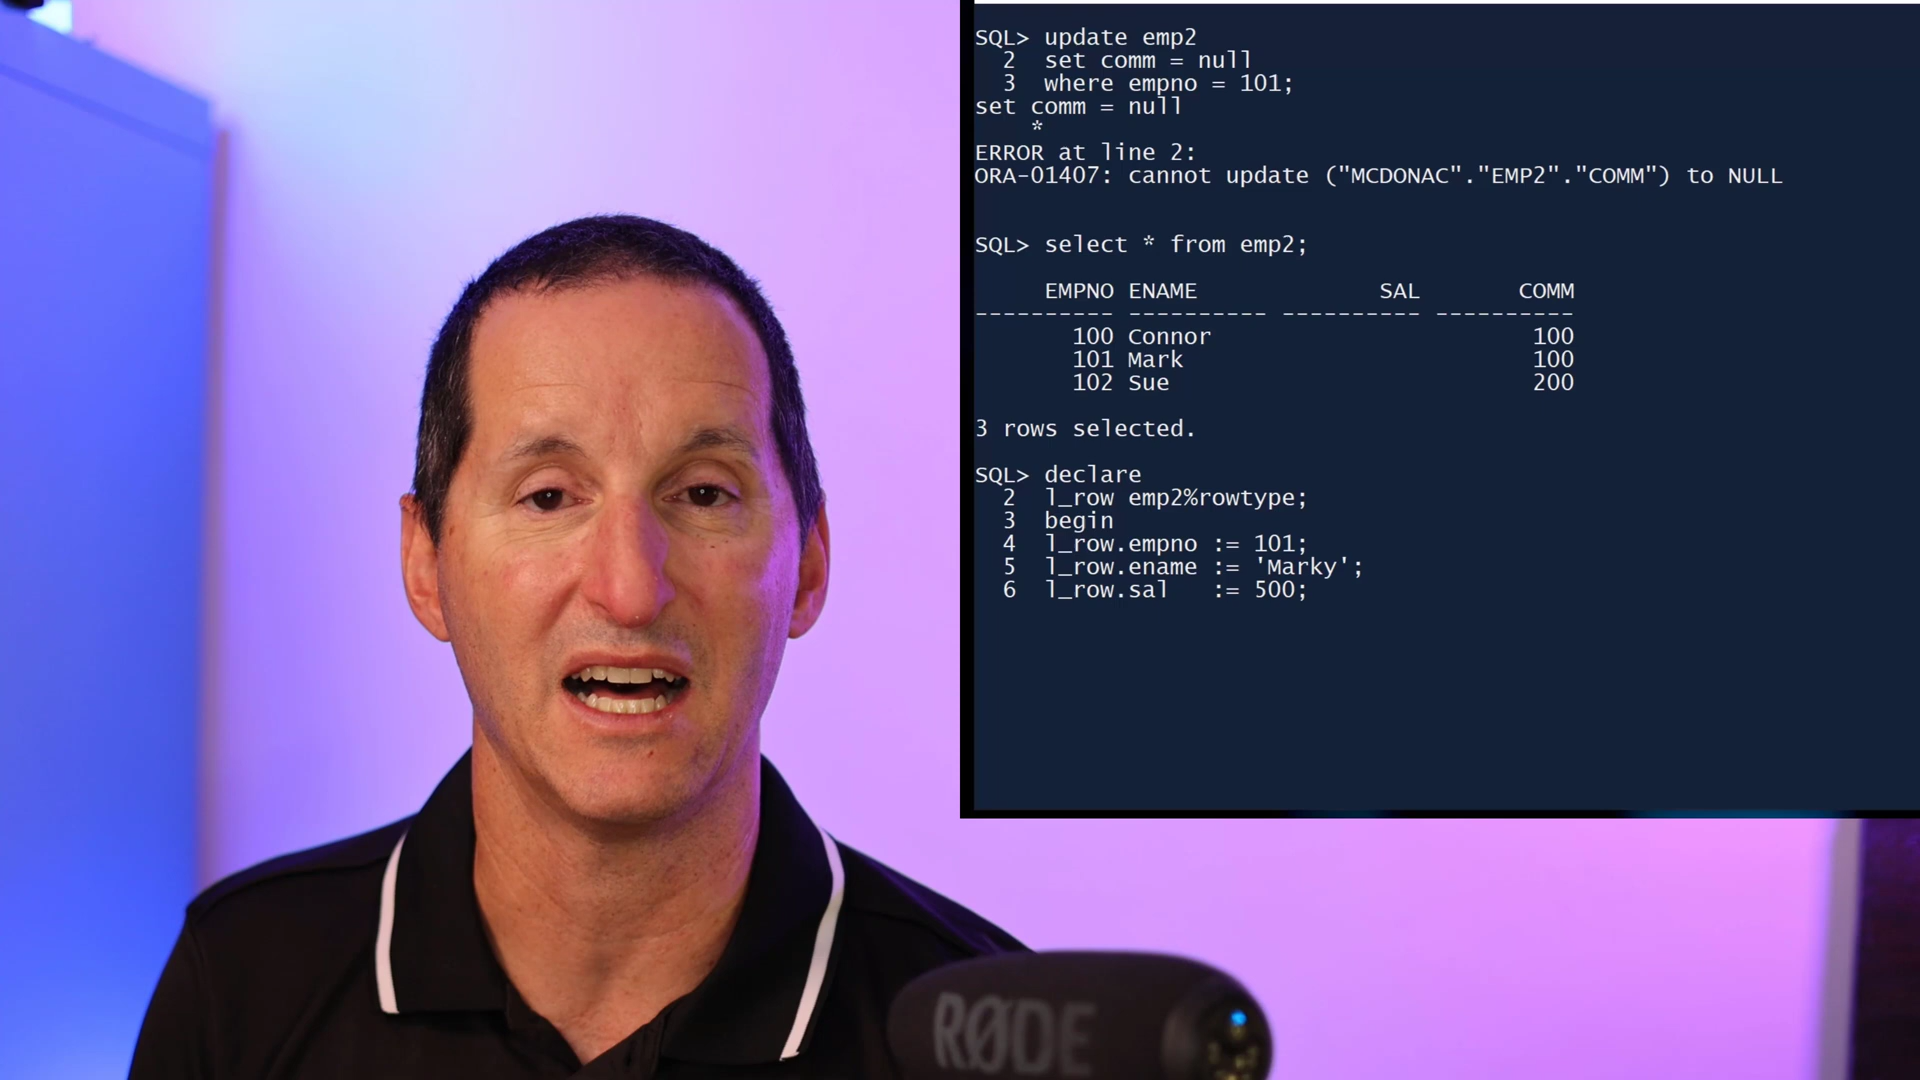 SQL> update emp2
2 set comm = null
3 where empno = 101;
set comm = null
*
ERROR at line 2:
ORA-01407: cannot update ("MCDONAC"."EMP2"."COMM") to NULL
SQL> select * from emp2;
EMPNO ENAME SAL COMM
---------- ---------- ---------- ----------
100 Connor 100
101 Mark 100
102 Sue 200
3 rows selected.
SQL> declare
2 l_row emp2%rowtype;
3 begin
4 l_row.empno := 101;
5 l_row.ename := 'Marky';
6 l_row.sal := 500;
RØDE